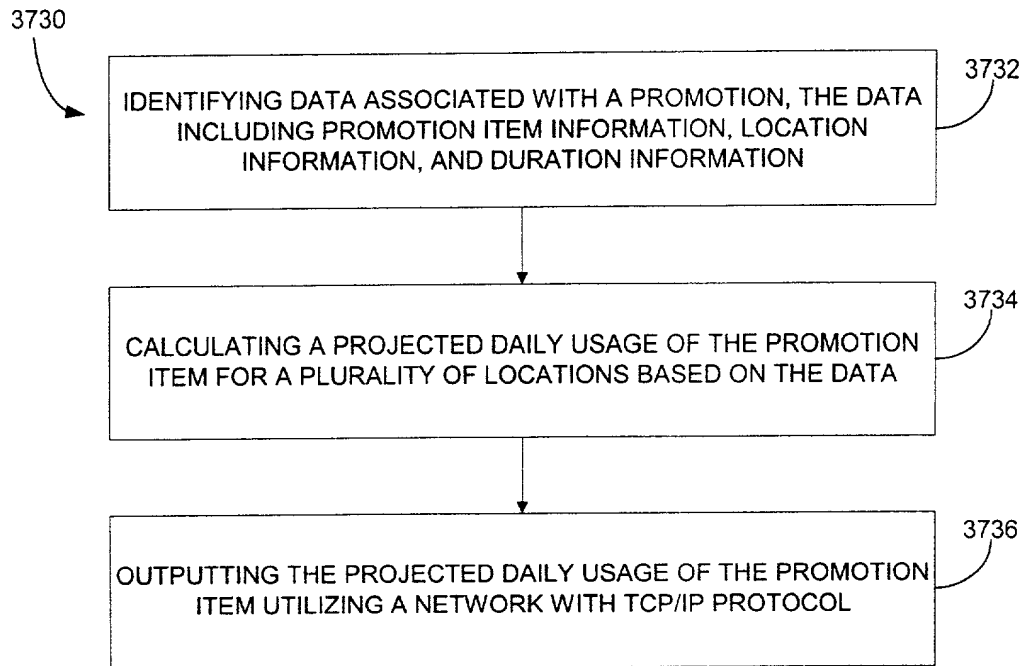 3730
3732
IDENTIFYING DATA ASSOCIATED WITH A PROMOTION, THE DATA
INCLUDING PROMOTION ITEM INFORMATION, LOCATION
INFORMATION, AND DURATION INFORMATION
3734
CALCULATING A PROJECTED DAILY USAGE OF THE PROMOTION
ITEM FOR A PLURALITY OF LOCATIONS BASED ON THE DATA
3736
OUTPUTTING THE PROJECTED DAILY USAGE OF THE PROMOTION
ITEM UTILIZING A NETWORK WITH TCP/IP PROTOCOL